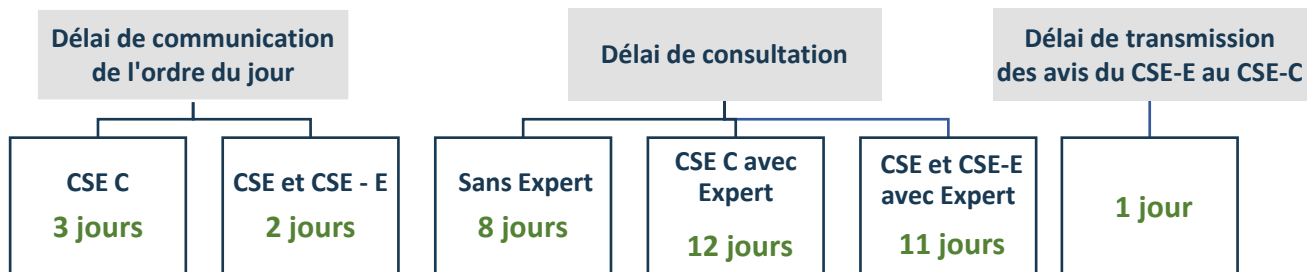 Délai de communication
de l'ordre du jour
CSE C
3 jours
CSE et CSE - E
2 jours
Délai de consultation
Sans Expert
8 jours
CSE C avec
Expert
12 jours
CSE et CSE-E
avec Expert
11 jours
Délai de transmission
des avis du CSE-E au CSE-C
1 jour